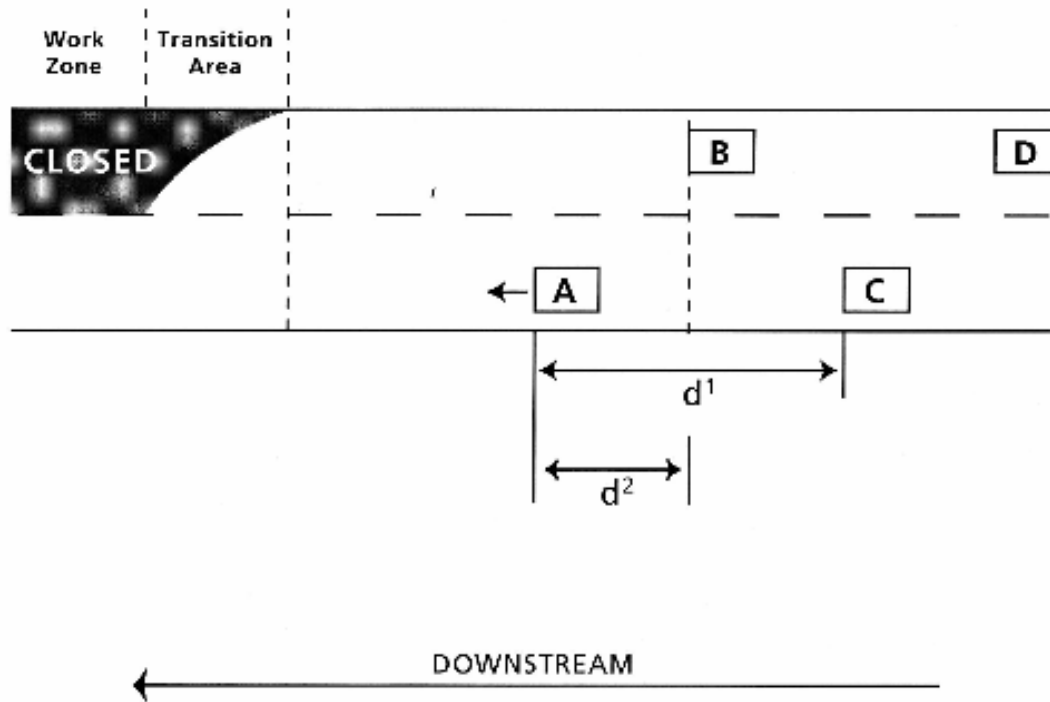 Work
Zone
Transition
Area
CLOSED
B
D
A
C
d¹
d²
DOWNSTREAM